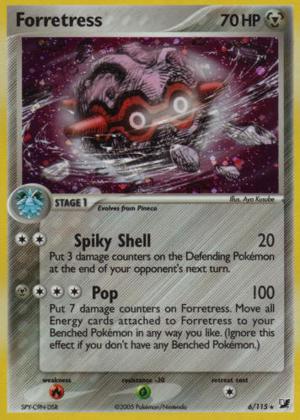 Forretress 70 HP
Illus. Aya Kusube
STAGE 1
Evolves from Pineco
Spiky Shell 20
Put 3 damage counters on the Defending Pokémon
at the end of your opponent's next turn.
Pop 100
Put 7 damage counters on Forretress. Move all
Energy cards attached to Forretress to your
Benched Pokémon in any way you like. (Ignore this
effect if you don't have any Benched Pokémon.)
weakness resistance -30 retreat cost
©2005 Pokémon/Nintendo 6/115 ★